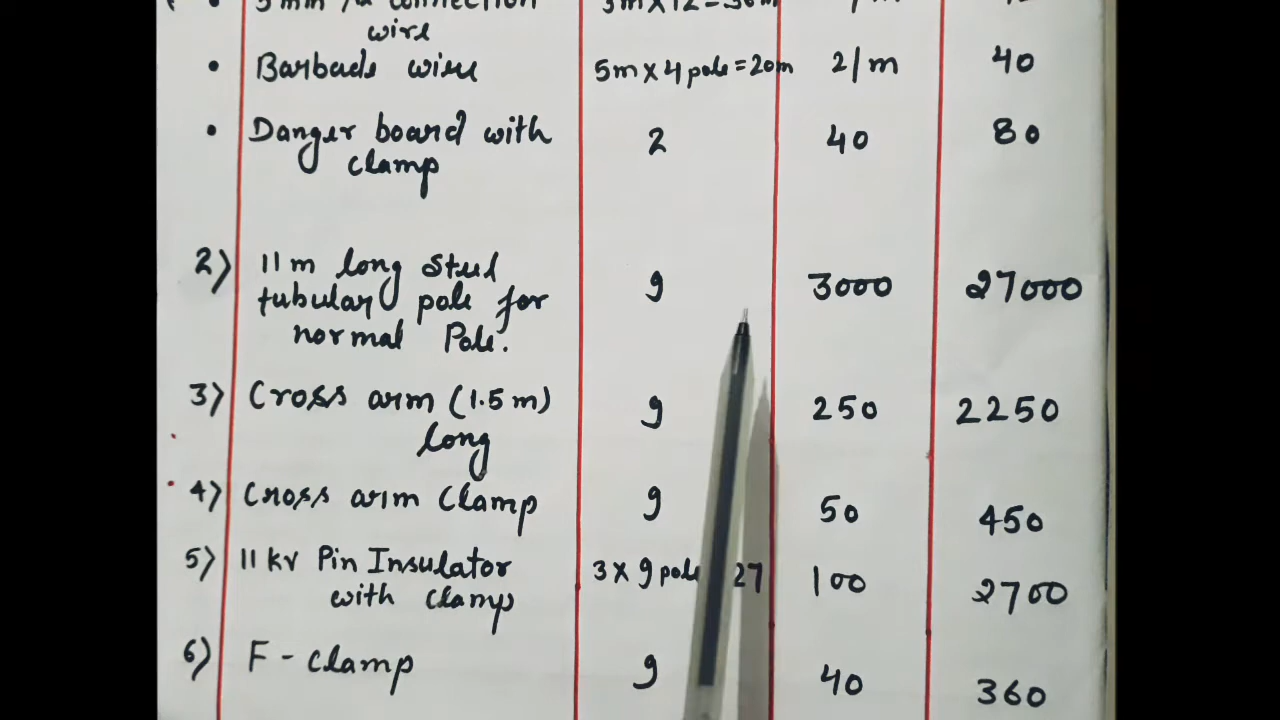 wire
• Barbade wire 5m x 4 pole = 20m 2/m 40
• Danger board with 2 40 80
clamp
2) 11 m long Steel
tubular pole for 9 3000 27000
normal Pole.
3) Cross arm (1.5 m) 9 250 2250
long
4) Cross arm Clamp 9 50 450
5) 11 kv Pin Insulator 3 x 9 pole 27 100 2700
with clamp
6) F - clamp 9 40 360